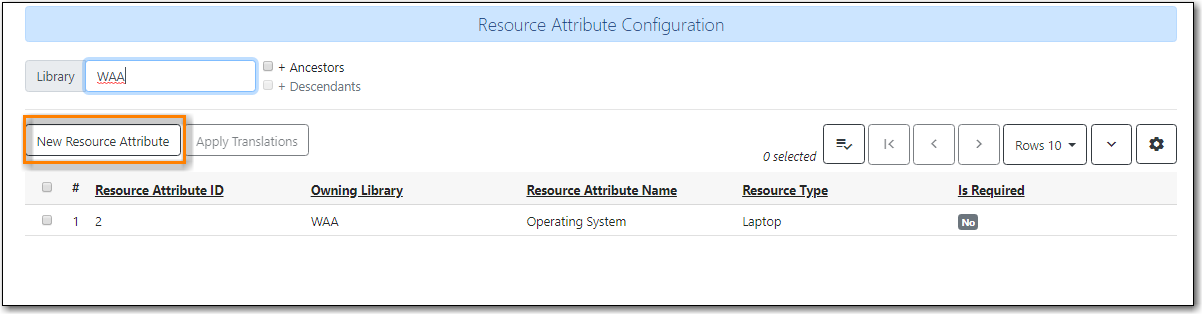 Resource Attribute Configuration
Library WAA + Ancestors
+ Descendants
New Resource Attribute Apply Translations 0 selected Rows 10
# Resource Attribute ID Owning Library Resource Attribute Name Resource Type Is Required
1 2 WAA Operating System Laptop No